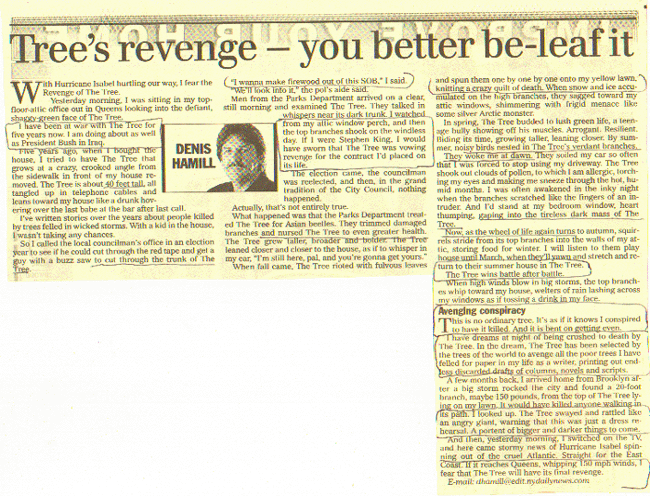 Tree's revenge – you better be-leaf it
With Hurricane Isabel hurtling our way, I fear the
Revenge of The Tree.
Yesterday morning, I was sitting in my top-
floor-attic office out in Queens looking into the defiant,
shaggy-green face of The Tree.
I have been at war with The Tree for
five years now. I am doing about as well
as President Bush in Iraq.
Five years ago, when I bought the
house, I tried to have The Tree that
grows at a crazy, crooked angle from
the sidewalk in front of my house re-
moved. The Tree is about 40 feet tall, all
tangled up in telephone cables and
leans toward my house like a drunk hov-
ering over the last babe at the bar after last call.
I've written stories over the years about people killed
by trees felled in wicked storms. With a kid in the house,
I wasn't taking any chances.
So I called the local councilman's office in an election
year to see if he could cut through the red tape and get a
guy with a buzz saw to cut through the trunk of The
Tree.
DENIS
HAMILL
"I wanna make firewood out of this SOB," I said.
"We'll look into it," the pol's aide said.
Men from the Parks Department arrived on a clear,
still morning and examined The Tree. They talked in
whispers near its dark trunk. I watched
from my attic window perch, and then
the top branches shook on the windless
day. If I were Stephen King, I would
have sworn that The Tree was vowing
revenge for the contract I'd placed on
its life.
The election came, the councilman
was reelected, and then, in the grand
tradition of the City Council, nothing
happened.
Actually, that's not entirely true.
What happened was that the Parks Department treat-
ed The Tree for Asian beetles. They trimmed damaged
branches and nursed The Tree to even greater health.
The Tree grew taller, broader and bolder. The Tree
leaned closer and closer to the house, as if to whisper in
my ear, "I'm still here, pal, and you're gonna get yours."
When fall came, The Tree rioted with fulvous leaves
and spun them one by one by one onto my yellow lawn,
knitting a crazy quilt of death. When snow and ice accu-
mulated on the high branches, they sagged toward my
attic windows, shimmering with frigid menace like
some silver Arctic monster.
In spring, The Tree budded to lush green life, a teen-
age bully showing off his muscles. Arrogant. Resilient.
Biding its time, growing taller, leaning closer. By sum-
mer, noisy birds nested in The Tree's verdant branches.
They woke me at dawn. They soiled my car so often
that I was forced to stop using my driveway. The Tree
shook out clouds of pollen, to which I am allergic, torch-
ing my eyes and making me sneeze through the hot, hu-
mid months. I was often awakened in the inky night
when the branches scratched like the fingers of an in-
truder. And I'd stand at my bedroom window, heart
thumping, gaping into the tireless dark mass of The
Tree.
Now, as the wheel of life again turns to autumn, squir-
rels stride from its top branches into the walls of my at-
tic, storing food for winter. I will listen to them play
house until March, when they'll yawn and stretch and re-
turn to their summer house in The Tree.
The Tree wins battle after battle.
When high winds blow in big storms, the top branch-
es whip toward my house, welters of rain lashing across
my windows as if tossing a drink in my face.
Avenging conspiracy
This is no ordinary tree. It's as if it knows I conspired
to have it killed. And it is bent on getting even.
I have dreams at night of being crushed to death by
The Tree. In the dream, The Tree has been selected by
the trees of the world to avenge all the poor trees I have
felled for paper in my life as a writer, printing out end-
less discarded drafts of columns, novels and scripts.
A few months back, I arrived home from Brooklyn af-
ter a big storm rocked the city and found a 20-foot
branch, maybe 150 pounds, from the top of The Tree ly-
ing on my lawn. It would have killed anyone walking in
its path. I looked up. The Tree swayed and rattled like
an angry giant, warning that this was just a dress re-
hearsal. A portent of bigger and darker things to come.
And then, yesterday morning, I switched on the TV,
and here came stormy news of Hurricane Isabel spin-
ning out of the cruel Atlantic. Straight for the East
Coast. If it reaches Queens, whipping 150 mph winds, I
fear that The Tree will have its final revenge.
E-mail: dhamill@edit.nydailynews.com